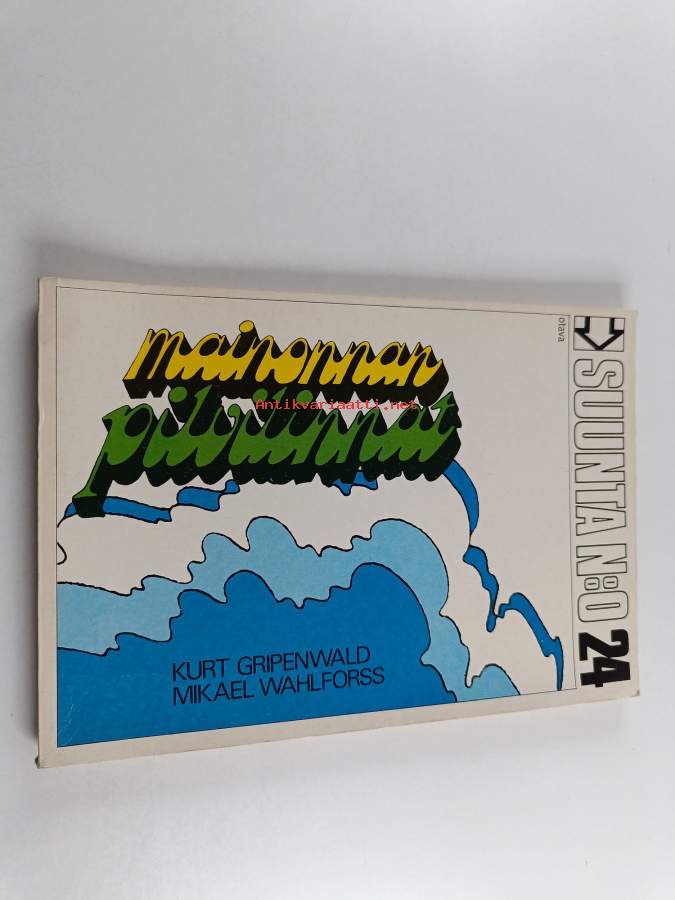 mainonnan
pilvilinnat
Antikvariaatti.net
KURT GRIPENWALD
MIKAEL WAHLFORSS
otava
SUUNTA N:O 24